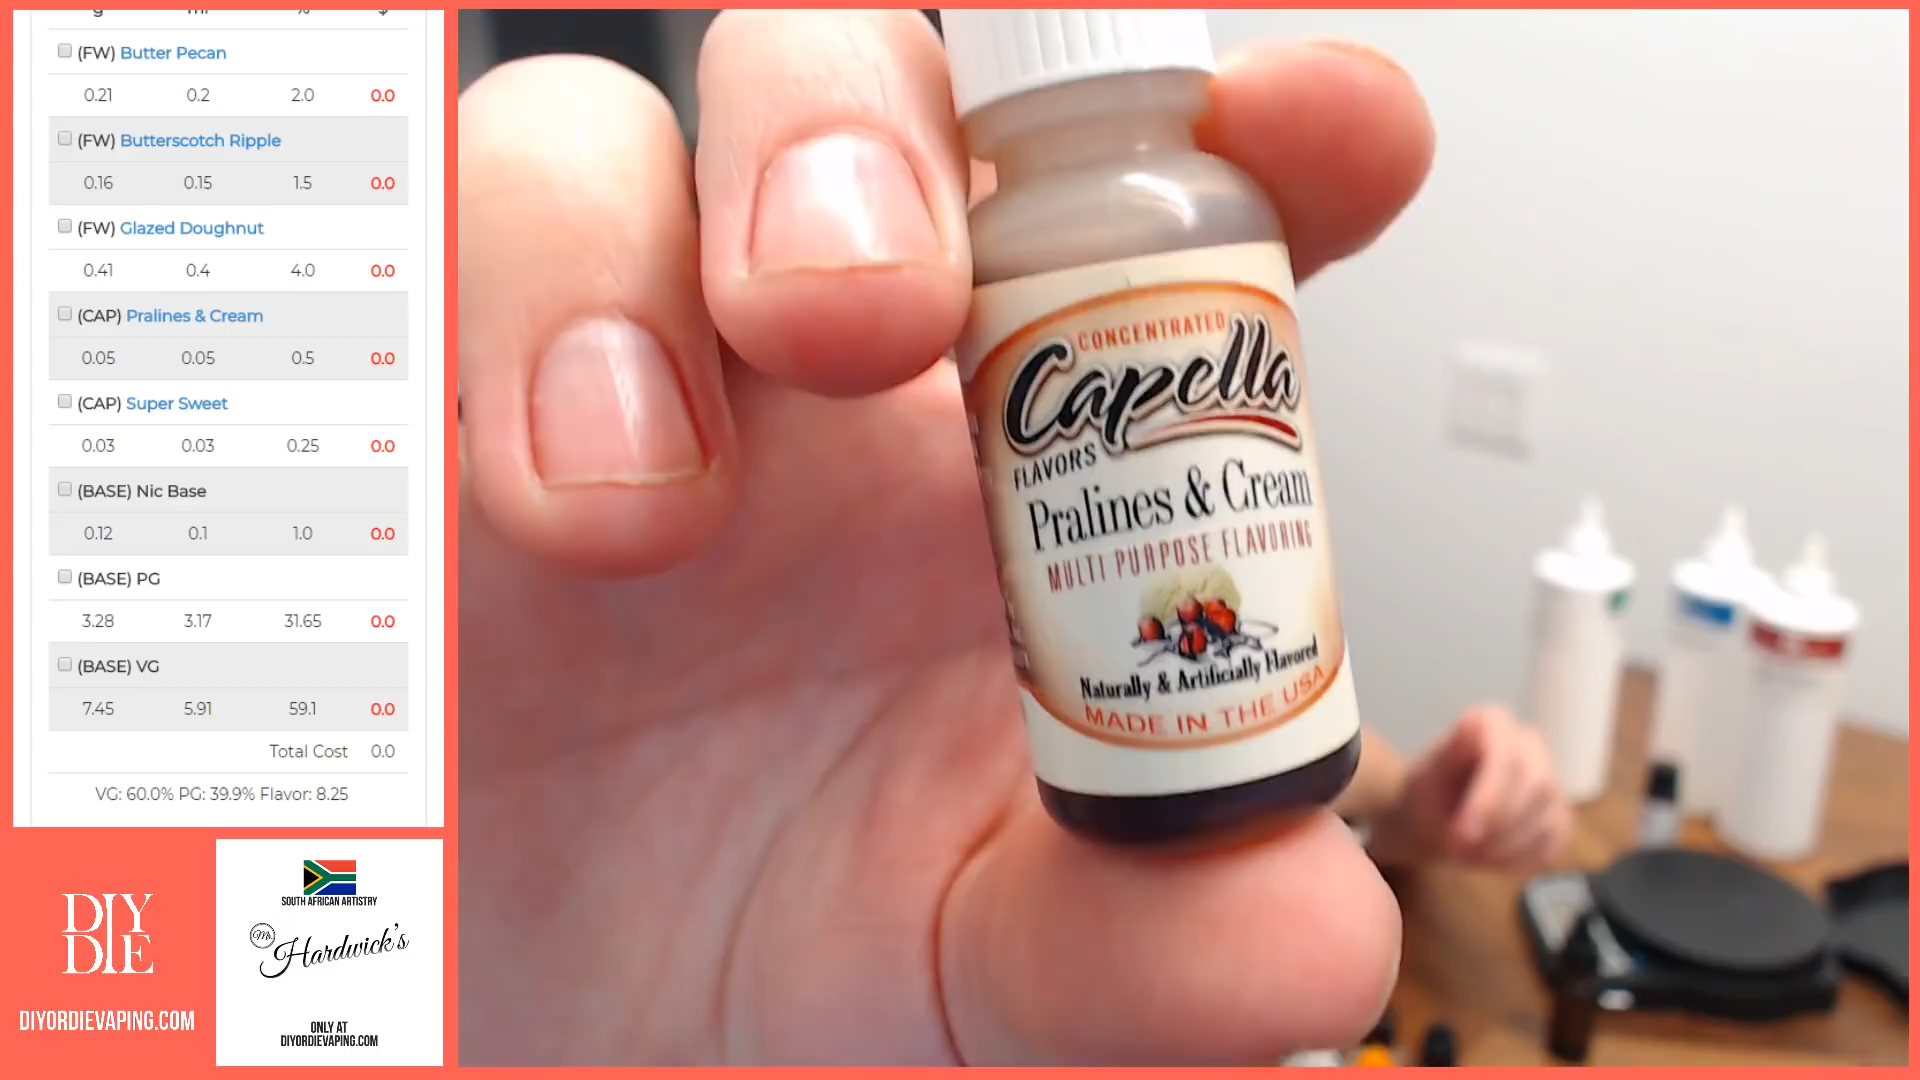 g ml % $
(FW) Butter Pecan
0.21 0.2 2.0 0.0
(FW) Butterscotch Ripple
0.16 0.15 1.5 0.0
(FW) Glazed Doughnut
0.41 0.4 4.0 0.0
(CAP) Pralines & Cream
0.05 0.05 0.5 0.0
(CAP) Super Sweet
0.03 0.03 0.25 0.0
(BASE) Nic Base
0.12 0.1 1.0 0.0
(BASE) PG
3.28 3.17 31.65 0.0
(BASE) VG
7.45 5.91 59.1 0.0
Total Cost 0.0
VG: 60.0% PG: 39.9% Flavor: 8.25
DIY
DIE
DIYORDIEVAPING.COM
SOUTH AFRICAN ARTISTRY
Mr.
Hardwick's
ONLY AT
DIYORDIEVAPING.COM
CONCENTRATED
Capella
FLAVORS
Pralines & Cream
MULTI PURPOSE FLAVORING
Naturally & Artificially Flavored
MADE IN THE USA